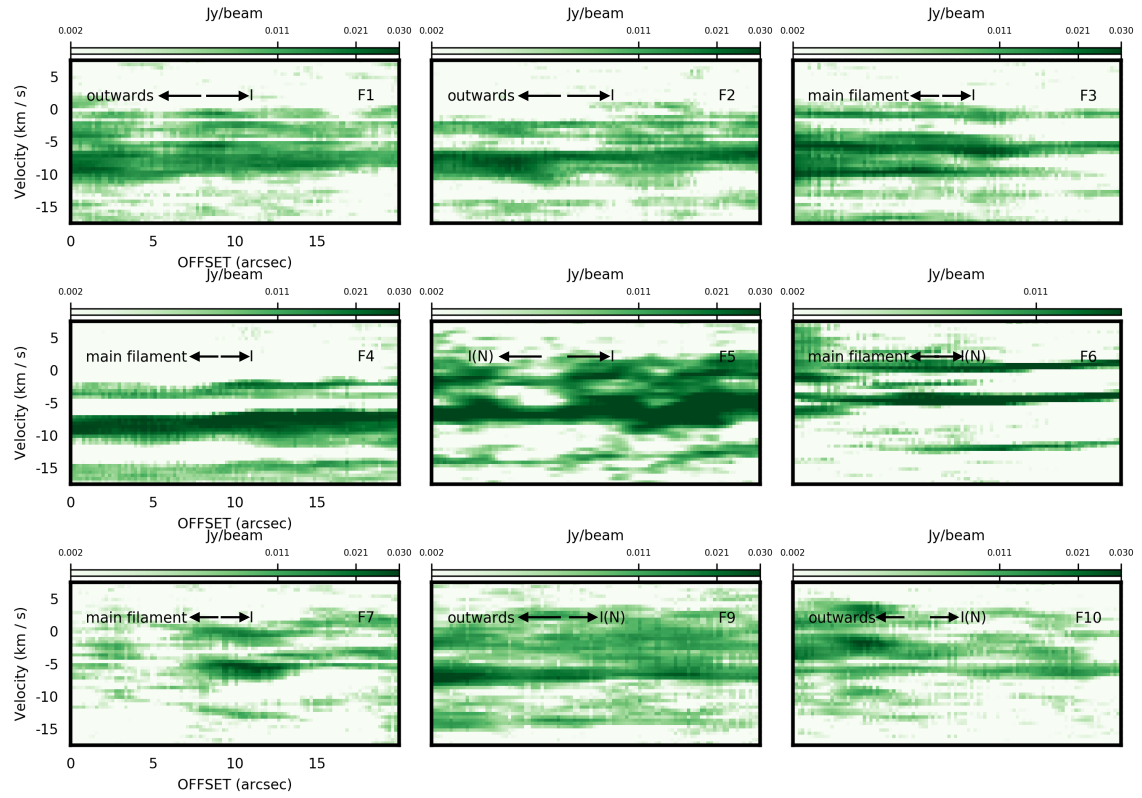 Jy/beam Jy/beam Jy/beam
0.002 0.011 0.021 0.030 0.002 0.011 0.021 0.030 0.002 0.011 0.021 0.030
5
outwards I F1 outwards I F2 main filament I F3
0
-5
-10
-15
Velocity (km / s)
0 5 10 15
OFFSET (arcsec)
Jy/beam Jy/beam Jy/beam
0.002 0.011 0.021 0.030 0.002 0.011 0.021 0.030 0.002 0.011
5
main filament I F4 I(N) I F5 main filament I(N) F6
0
-5
-10
-15
Velocity (km / s)
0 5 10 15
OFFSET (arcsec)
Jy/beam Jy/beam Jy/beam
0.002 0.011 0.021 0.030 0.002 0.011 0.021 0.030 0.002 0.011 0.021 0.030
5
main filament I F7 outwards I(N) F9 outwards I(N) F10
0
-5
-10
-15
Velocity (km / s)
0 5 10 15
OFFSET (arcsec)